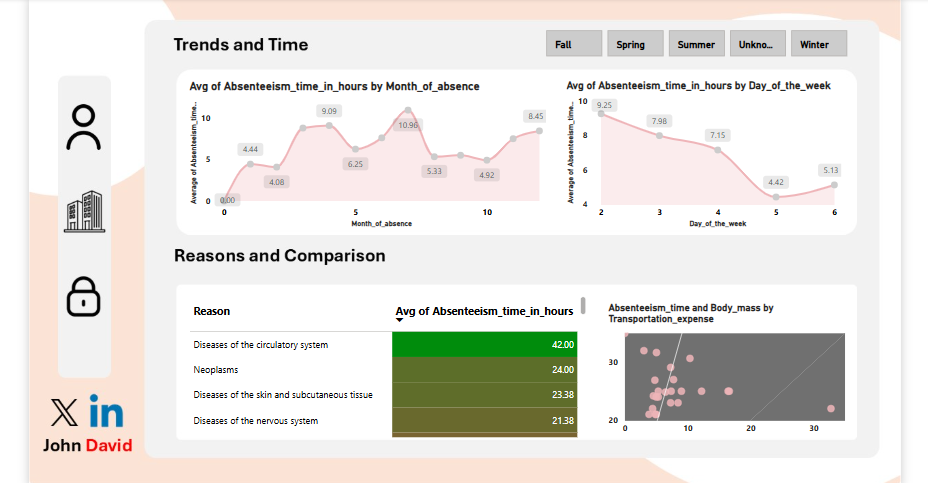 Trends and Time
Fall
Spring
Summer
Unkno...
Winter
Avg of Absenteeism_time_in_hours by Month_of_absence
Average of Absenteeism_time...
10
5
0
0.00
4.44
4.08
9.09
6.25
10.96
5.33
4.92
8.45
0
5
10
Month_of_absence
Avg of Absenteeism_time_in_hours by Day_of_the_week
Average of Absenteeism_time...
10
8
6
4
9.25
7.98
7.15
4.42
5.13
2
3
4
5
6
Day_of_the_week
Reasons and Comparison
Reason Avg of Absenteeism_time_in_hours
Diseases of the circulatory system 42.00
Neoplasms 24.00
Diseases of the skin and subcutaneous tissue 23.38
Diseases of the nervous system 21.38
Absenteeism_time and Body_mass by
Transportation_expense
30
20
0
10
20
30
X in
John David